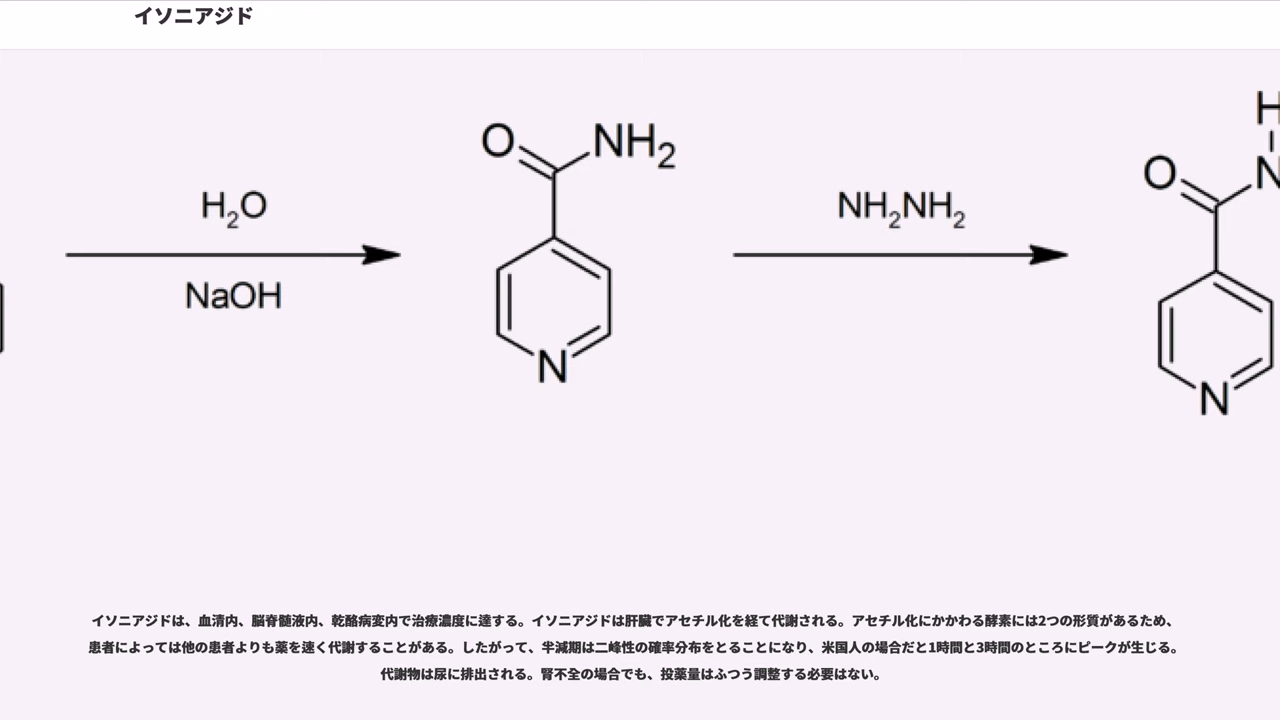 イソニアジド
O NH2
H2O
NaOH
N
NH2NH2
H
O N
N
イソニアジドは、血清内、脳脊髄液内、乾酪病変内で治療濃度に達する。イソニアジドは肝臓でアセチル化を経て代謝される。アセチル化にかかわる酵素には2つの形質があるため、
患者によっては他の患者よりも薬を速く代謝することがある。したがって、半減期は二峰性の確率分布をとることになり、米国人の場合だと1時間と3時間のところにピークが生じる。
代謝物は尿に排出される。腎不全の場合でも、投薬量はふつう調整する必要はない。